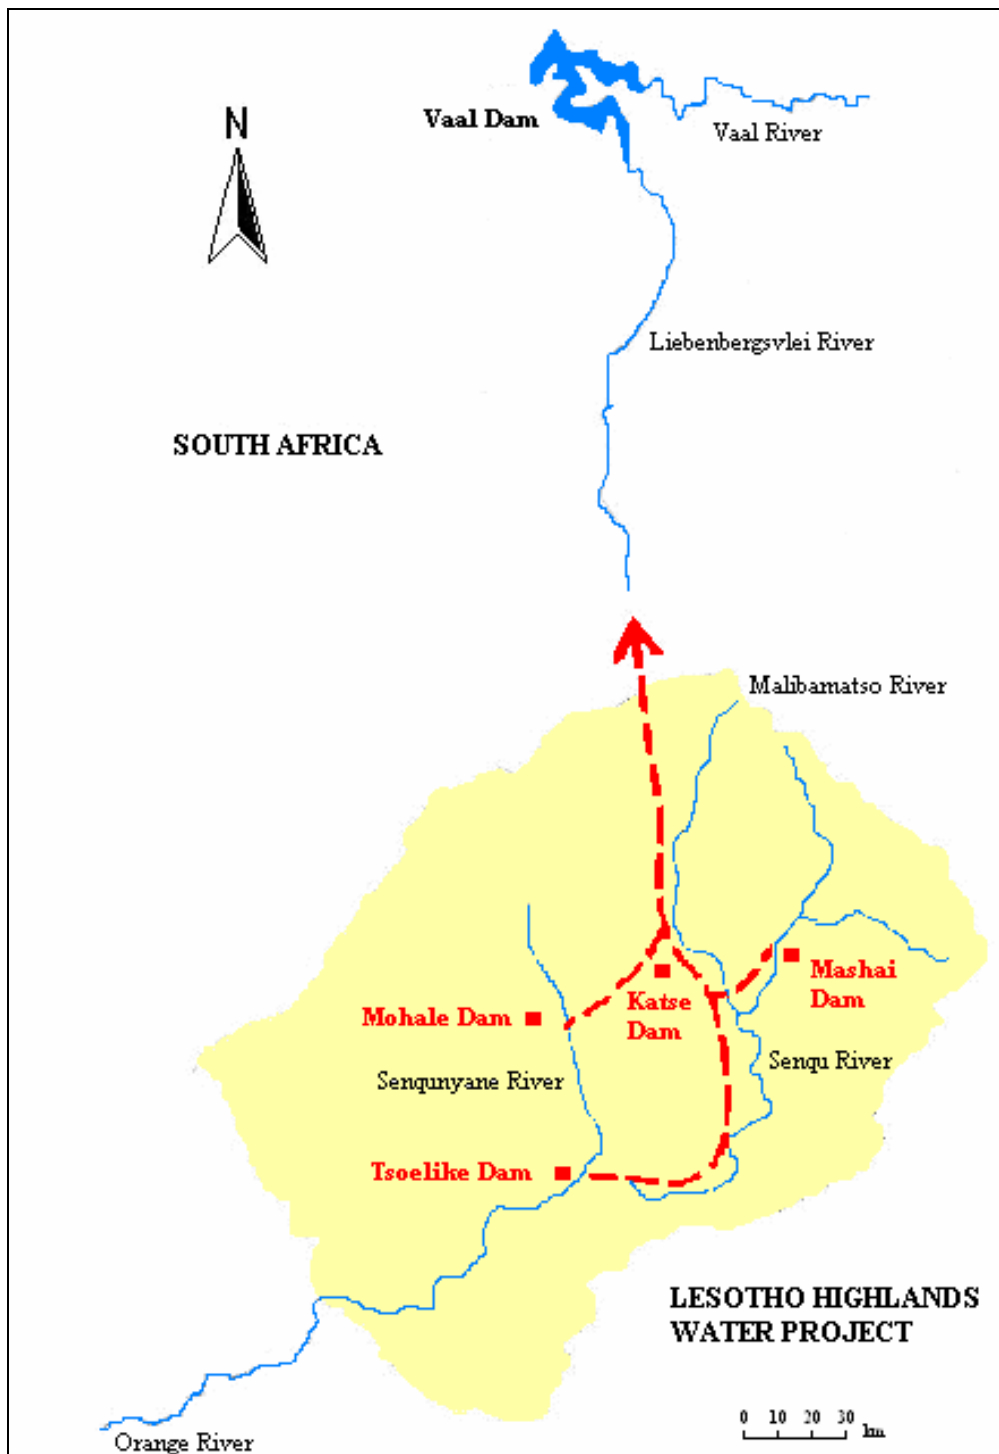 Vaal Dam
Vaal River
N
Liebenbergsvlei River
SOUTH AFRICA
Malibamatso River
Mashai
Dam
Katse
Dam
Mohale Dam
Senqu River
Senqunyane River
Tsoelike Dam
LESOTHO HIGHLANDS
WATER PROJECT
0 10 20 30
km
Orange River